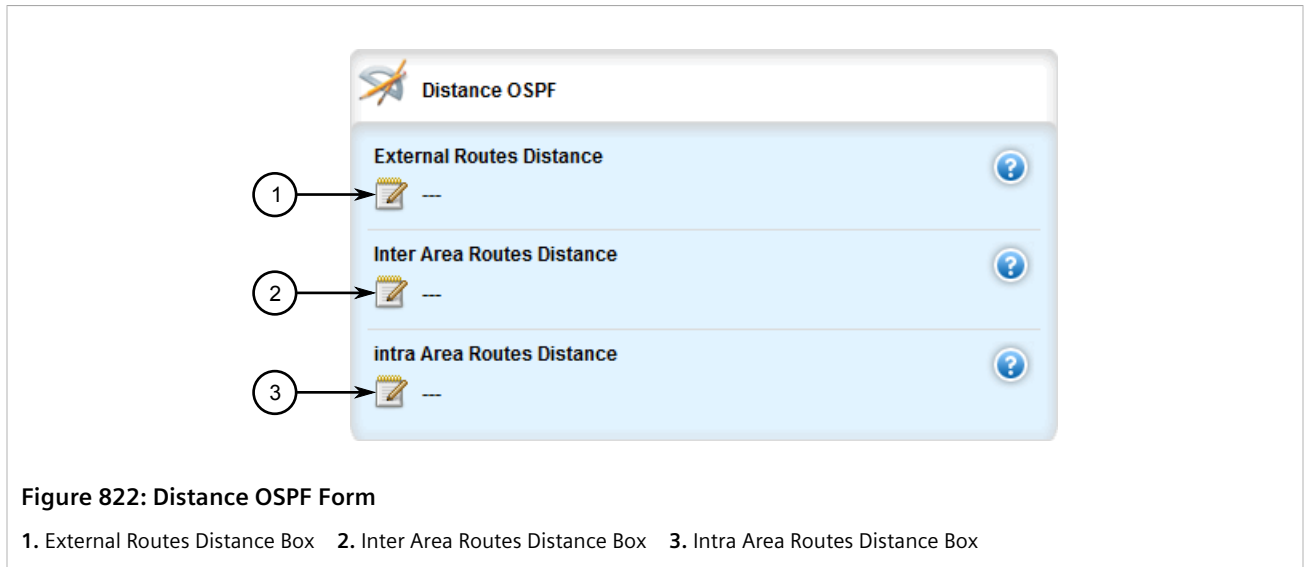 Distance OSPF
External Routes Distance
?
1
---
Inter Area Routes Distance
?
2
---
intra Area Routes Distance
?
3
---
Figure 822: Distance OSPF Form
1. External Routes Distance Box 2. Inter Area Routes Distance Box 3. Intra Area Routes Distance Box